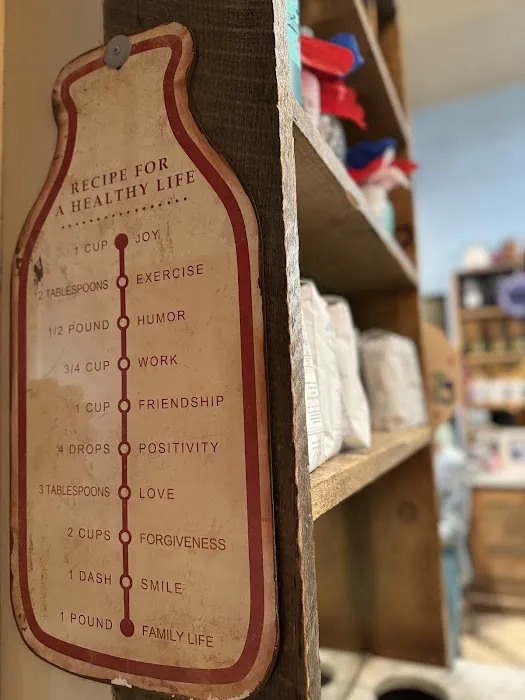 RECIPE FOR
A HEALTHY LIFE
1 CUP JOY
2 TABLESPOONS EXERCISE
1/2 POUND HUMOR
3/4 CUP WORK
1 CUP FRIENDSHIP
4 DROPS POSITIVITY
3 TABLESPOONS LOVE
2 CUPS FORGIVENESS
1 DASH SMILE
1 POUND FAMILY LIFE